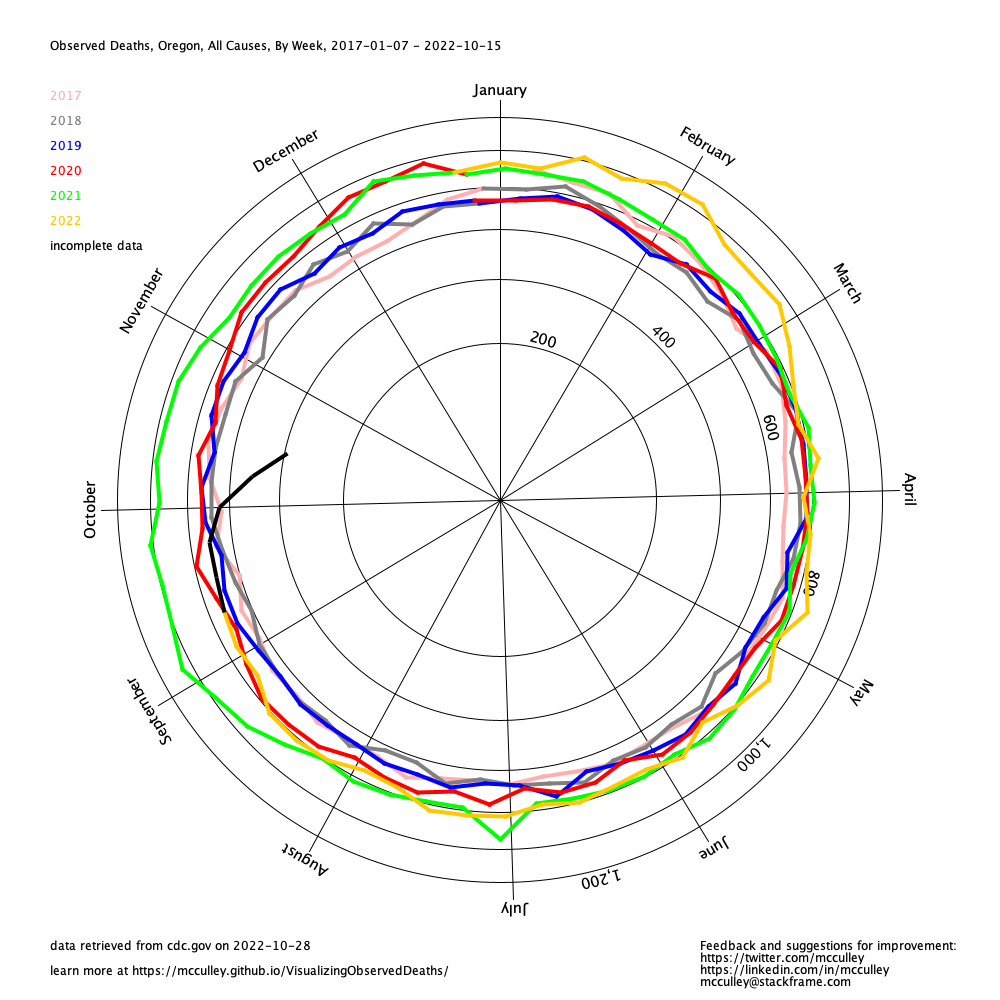 Observed Deaths, Oregon, All Causes, By Week, 2017-01-07 - 2022-10-15
2017
2018
2019
2020
2021
2022
incomplete data
January
February
March
April
May
June
July
August
September
October
November
December
200
400
600
800
1,000
1,200
data retrieved from cdc.gov on 2022-10-28
learn more at https://mcculley.github.io/VisualizingObservedDeaths/
Feedback and suggestions for improvement:
https://twitter.com/mcculley
https://linkedin.com/in/mcculley
mcculley@stackframe.com